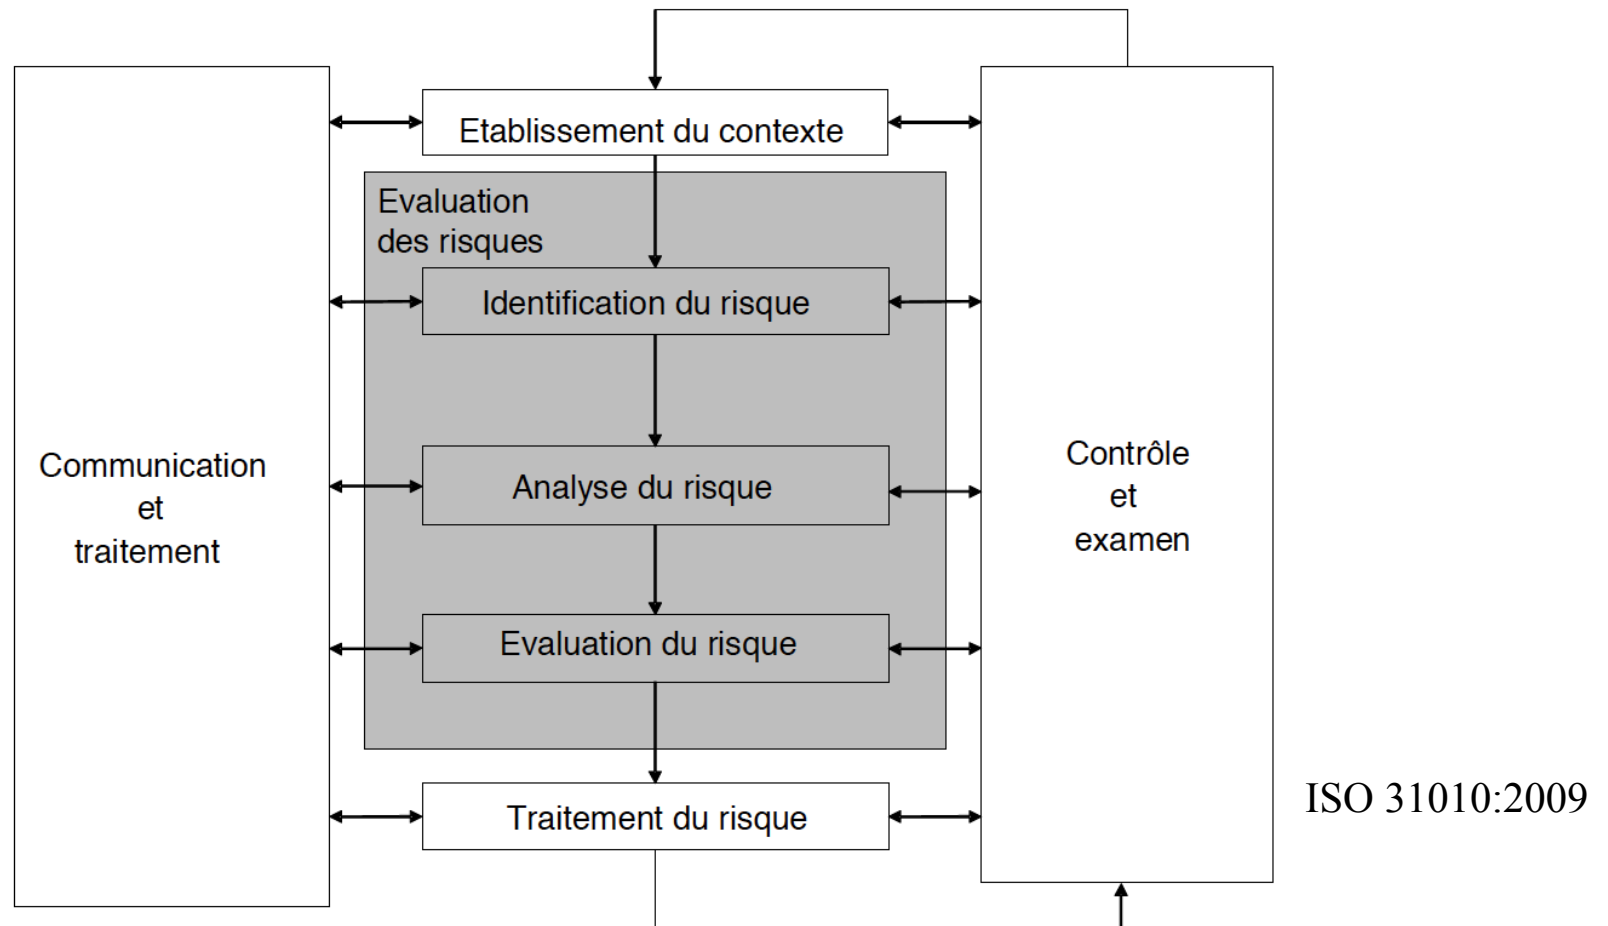 Etablissement du contexte
Evaluation
des risques
Identification du risque
Communication
et
traitement
Analyse du risque
Contrôle
et
examen
Evaluation du risque
Traitement du risque
ISO 31010:2009